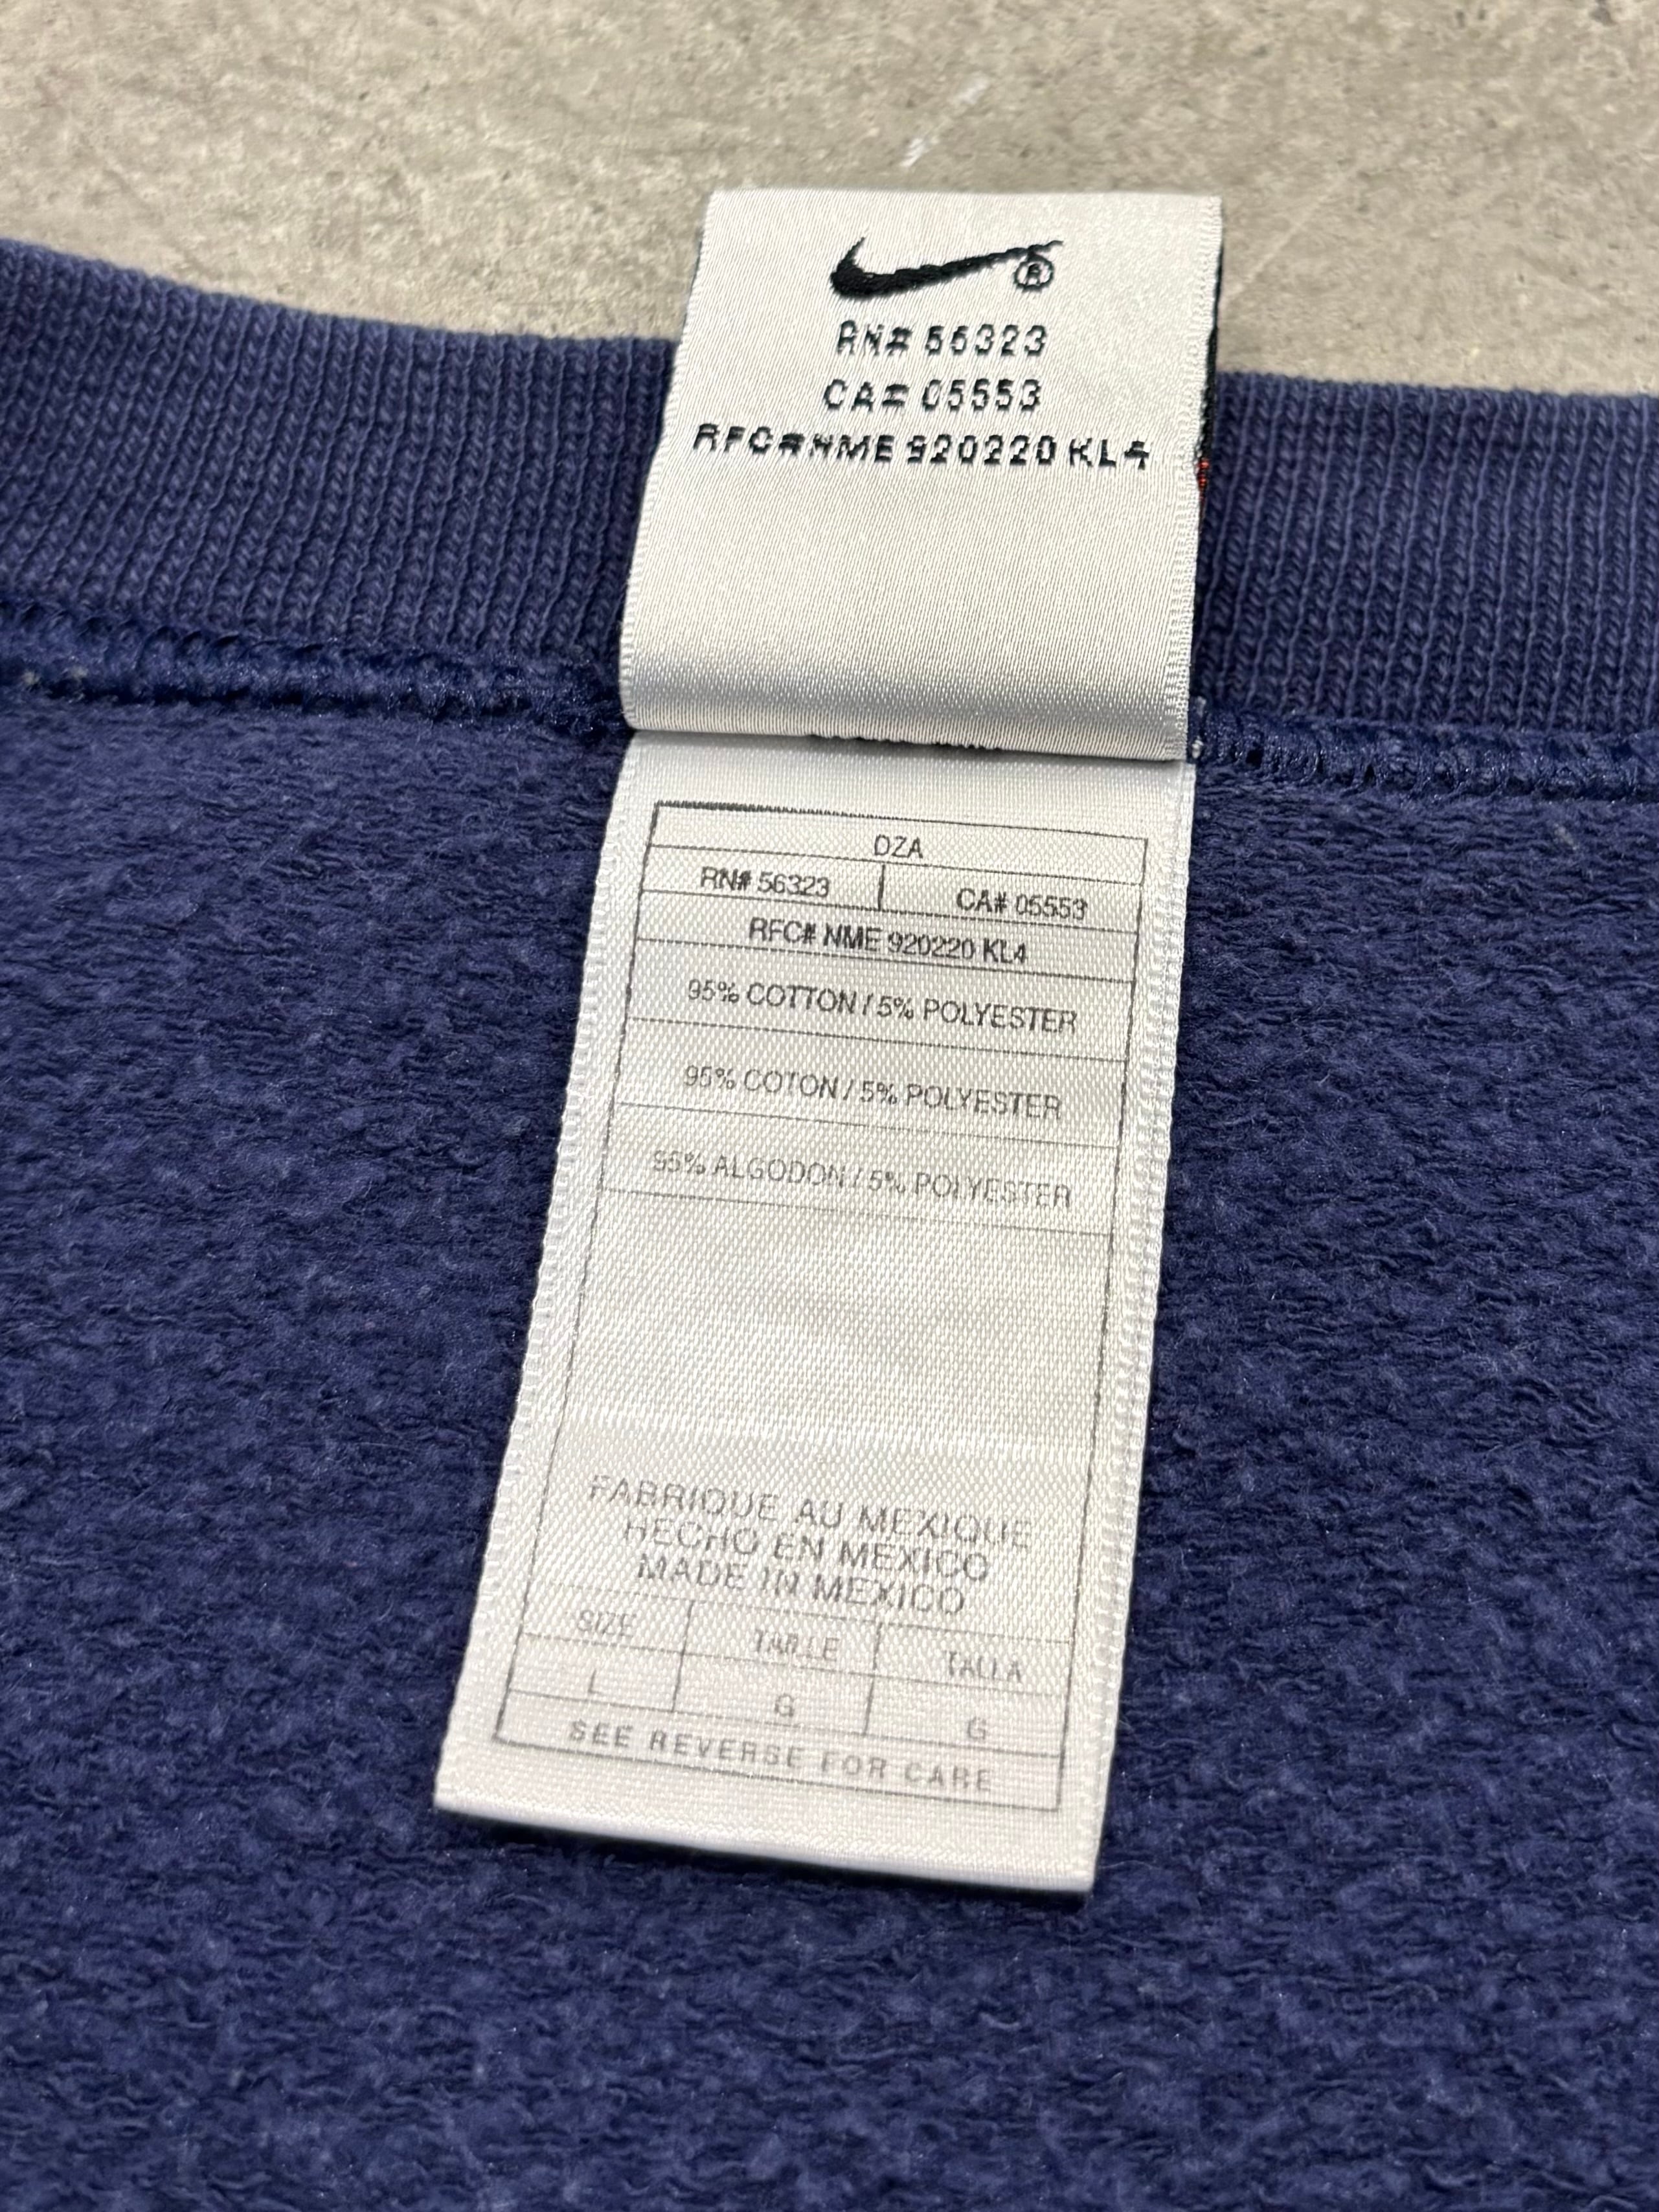 RN# 56323
CA# 05553
RFC# NME 920220 KL4
DZA
RN# 56323 CA# 05553
RFC# NME 920220 KL4
95% COTTON / 5% POLYESTER
95% COTON / 5% POLYESTER
95% ALGODON / 5% POLYESTER
FABRIQUE AU MEXIQUE
HECHO EN MEXICO
MADE IN MEXICO
SIZE TAILLE TALLA
L G G
SEE REVERSE FOR CARE